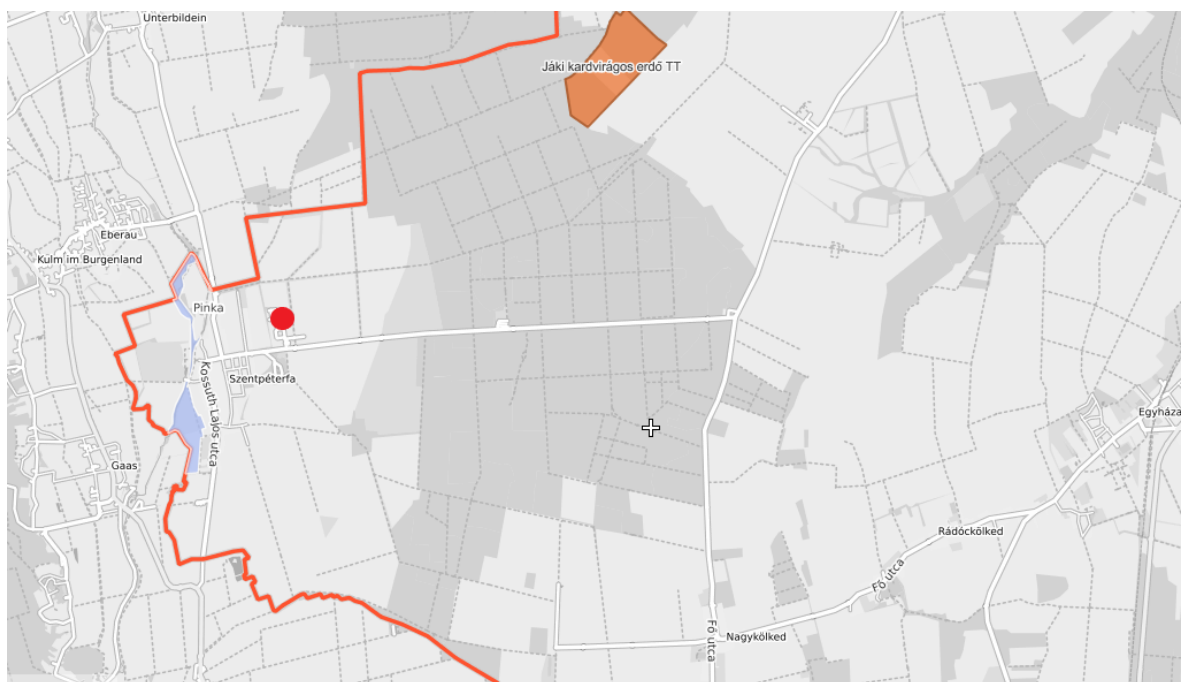 Unterbildein
Jáki kardvirágos erdő TT
Eberau
Kulm im Burgenland
Pinka
Szentpéterfa
Kossuth Lajos utca
Egyháza
Gaas
Rádóckölked
Fő utca
Nagykölked
Fő utca